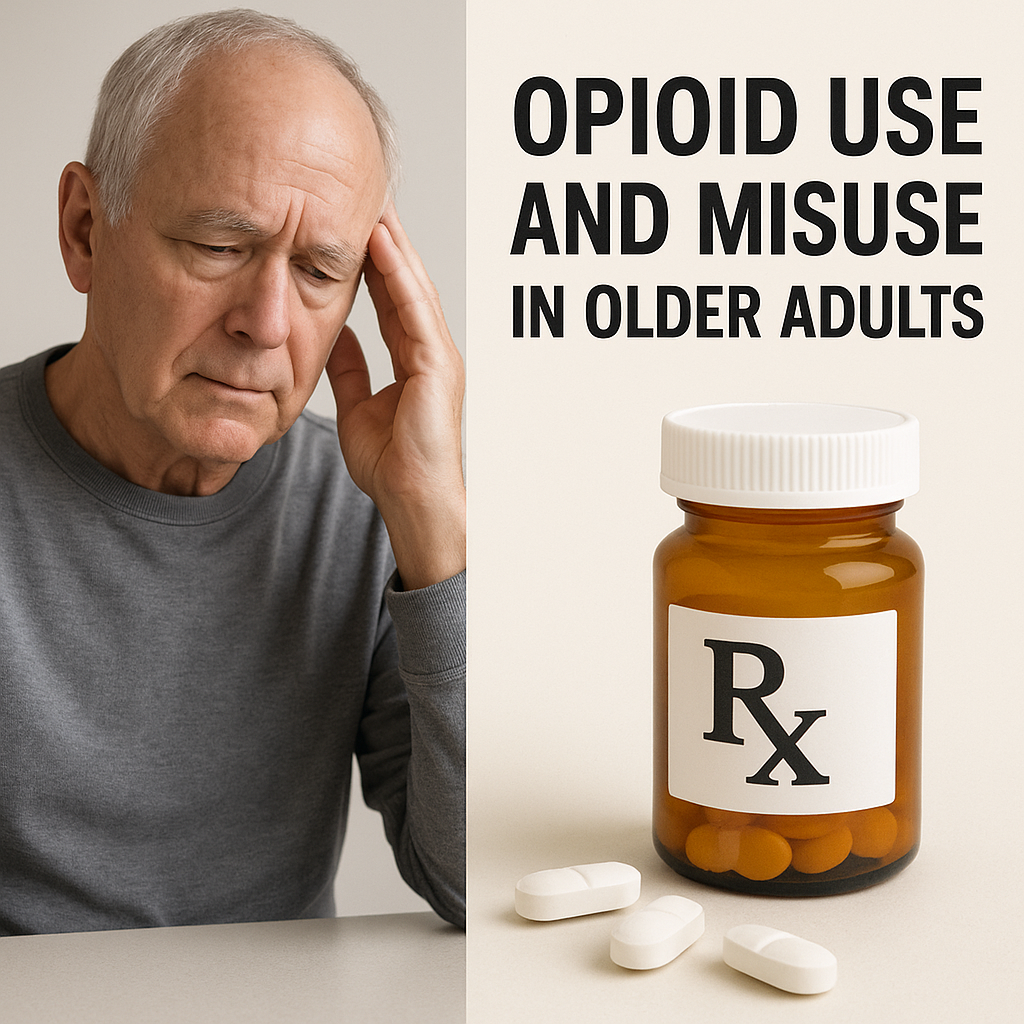 OPIOID USE
AND MISUSE
IN OLDER ADULTS
Rx